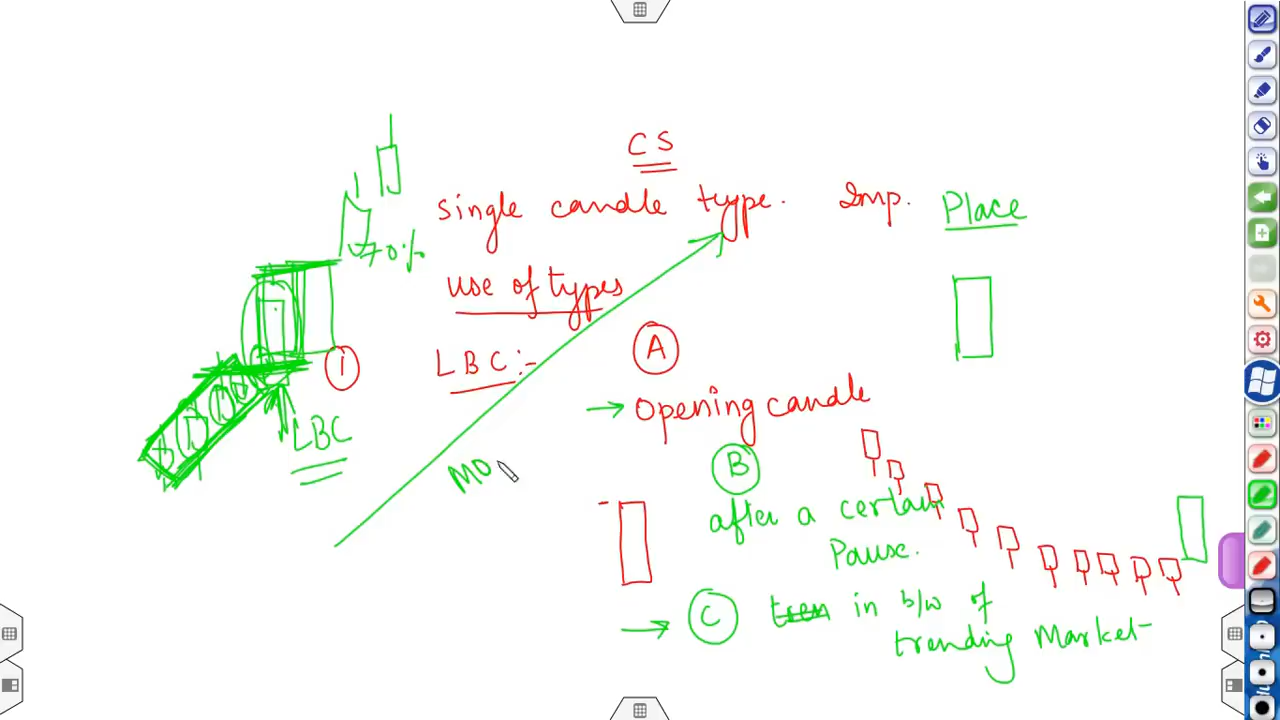 CS
single candle type. Imp. Place
70%
use of types
LBC:-
A
1
Opening candle
LBC
B
MO
after a certain
Pause.
C in b/w of
trending Market